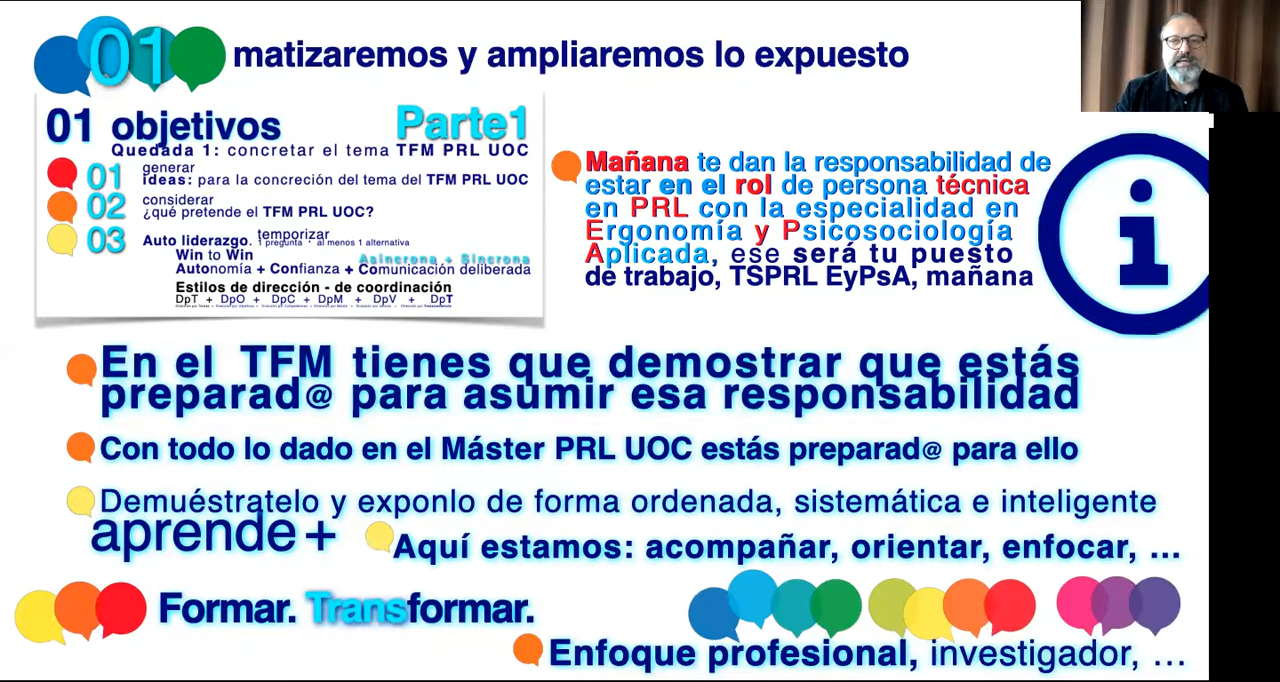 01 matizaremos y ampliaremos lo expuesto
01 objetivos Parte1
Quedada 1: concretar el tema TFM PRL UOC
01 generar
ideas: para la concreción del tema del TFM PRL UOC
02 considerar
¿qué pretende el TFM PRL UOC?
03 temporizar
Auto liderazgo. 1 pregunta * al menos 1 alternativa
Win to Win Asíncrona + Síncrona
Autonomía + Confianza + Comunicación deliberada
Estilos de dirección - de coordinación
DpT + DpO + DpC + DpM + DpV + DpT
Mañana te dan la responsabilidad de
estar en el rol de persona técnica
en PRL con la especialidad en
Ergonomía y Psicosociología
Aplicada, ese será tu puesto
de trabajo, TSPRL EyPsA, mañana
i
En el TFM tienes que demostrar que estás
preparad@ para asumir esa responsabilidad
Con todo lo dado en el Máster PRL UOC estás preparad@ para ello
Demuéstratelo y exponlo de forma ordenada, sistemática e inteligente
aprende+
Aquí estamos: acompañar, orientar, enfocar, ...
Formar. Transformar.
Enfoque profesional, investigador, ...